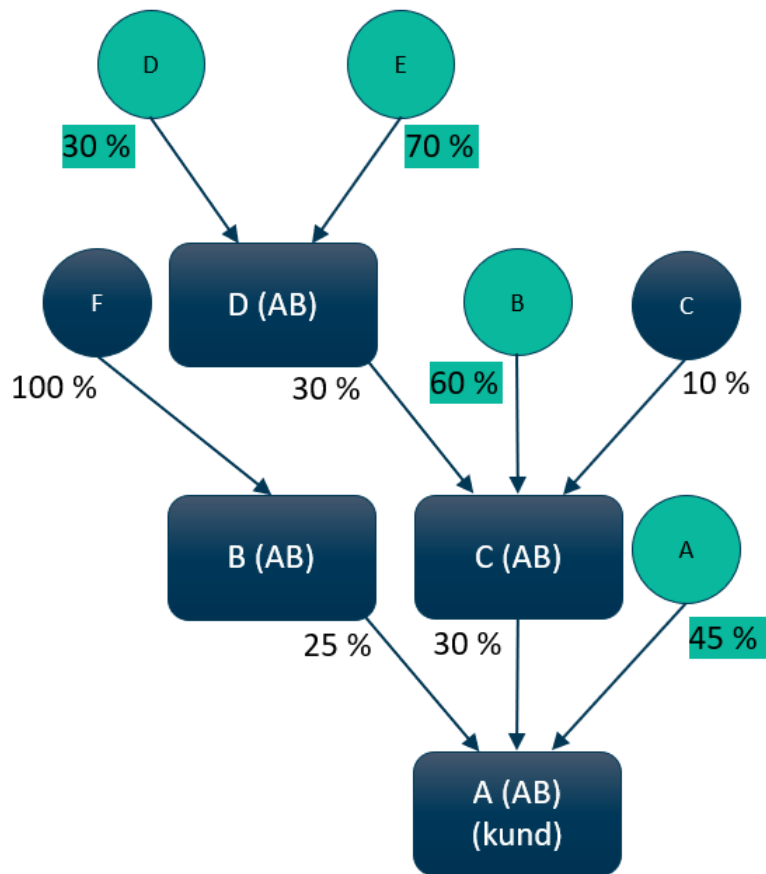 D
E
30 %
70 %
F
D (AB)
B
C
100 %
30 %
60 %
10 %
B (AB)
C (AB)
A
25 %
30 %
45 %
A (AB)
(kund)